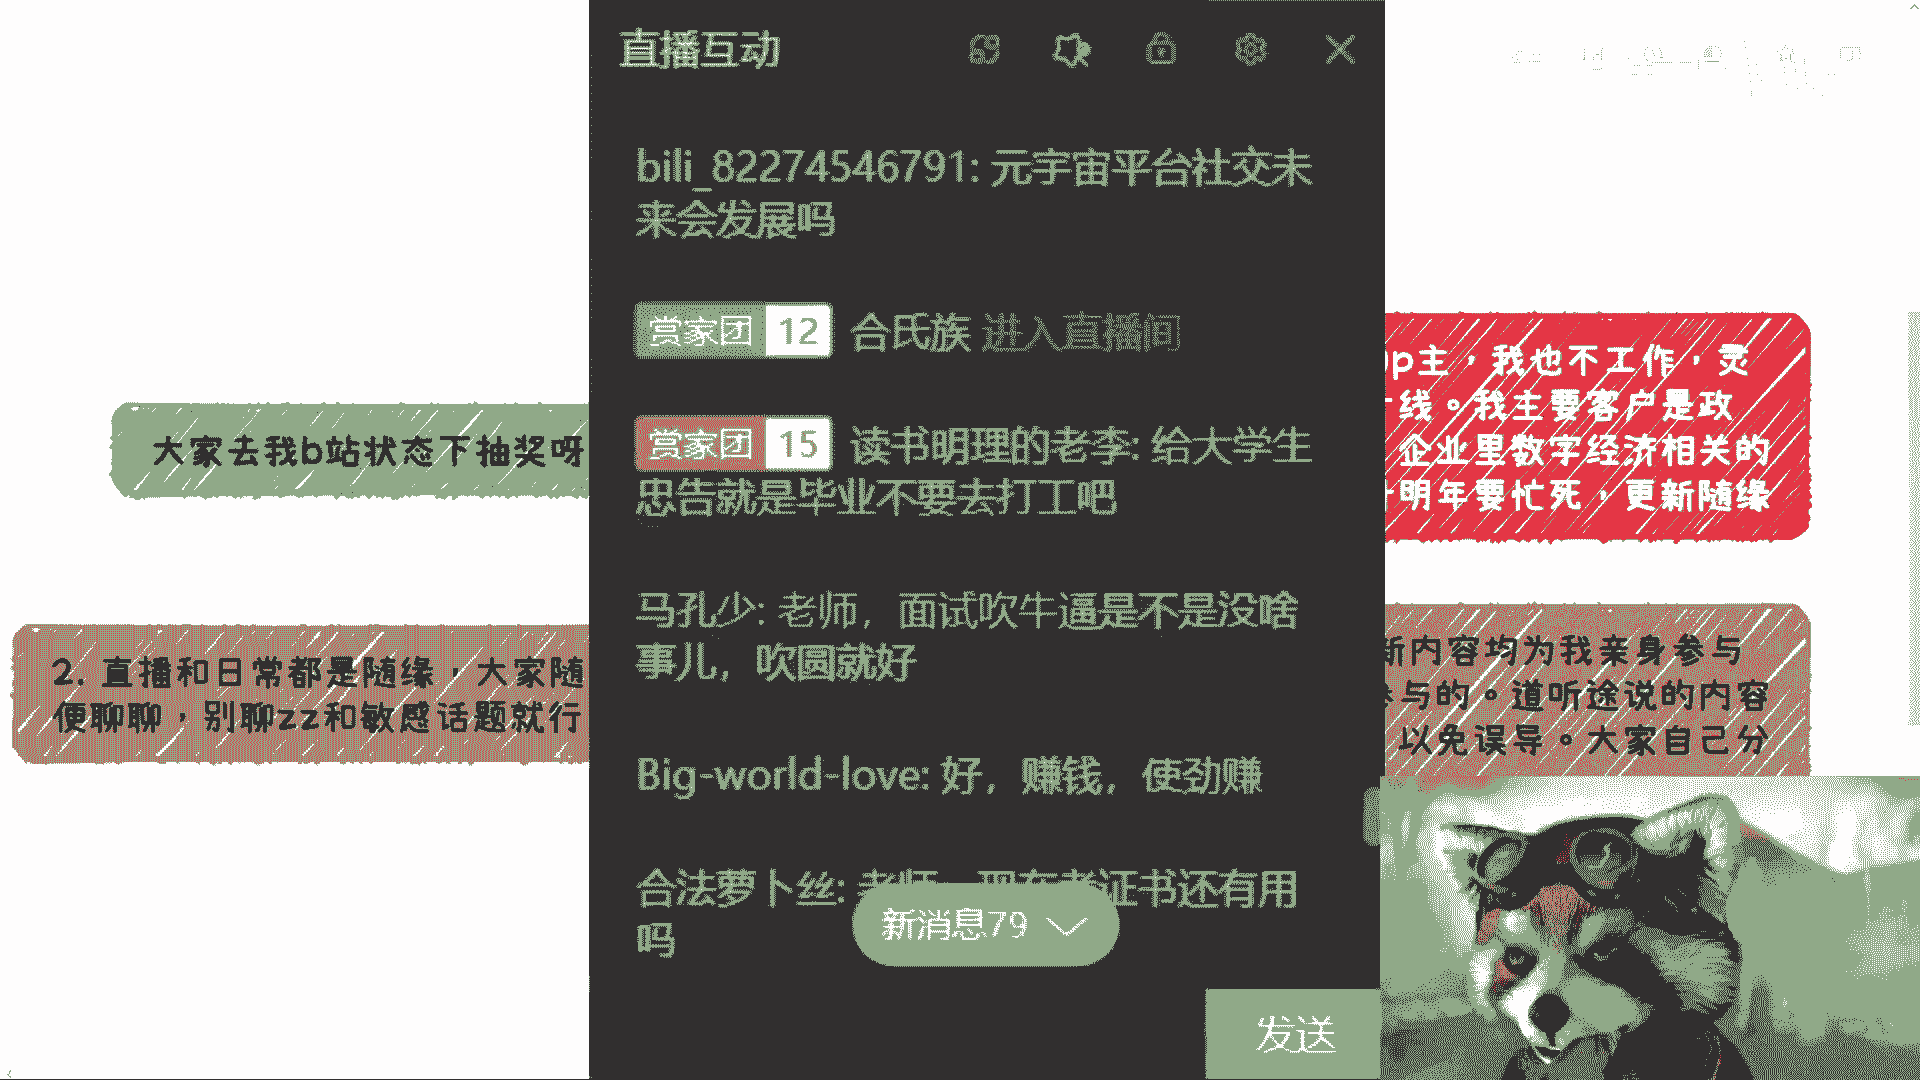 直播互动
bili_82274546791: 元宇宙平台社交未
来会发展吗
赏家团 12 合氏族 进入直播间
赏家团 15 读书明理的老李: 给大学生
忠告就是毕业不要去打工吧
马孔少: 老师，面试吹牛逼是不是没啥
事儿，吹圆就好
Big-world-love: 好，赚钱，使劲赚
合法萝卜丝: 老师，现在考证书还有用
吗
新消息79
发送
大家去我b站状态下抽奖呀
2. 直播和日常都是随缘，大家随
便聊聊，别聊zz和敏感话题就行
p主，我也不工作，灵
线。我主要客户是政
企业里数字经济相关的
明年要忙死，更新随缘
新内容均为我亲身参与
参与的。道听途说的内容
以免误导。大家自己分